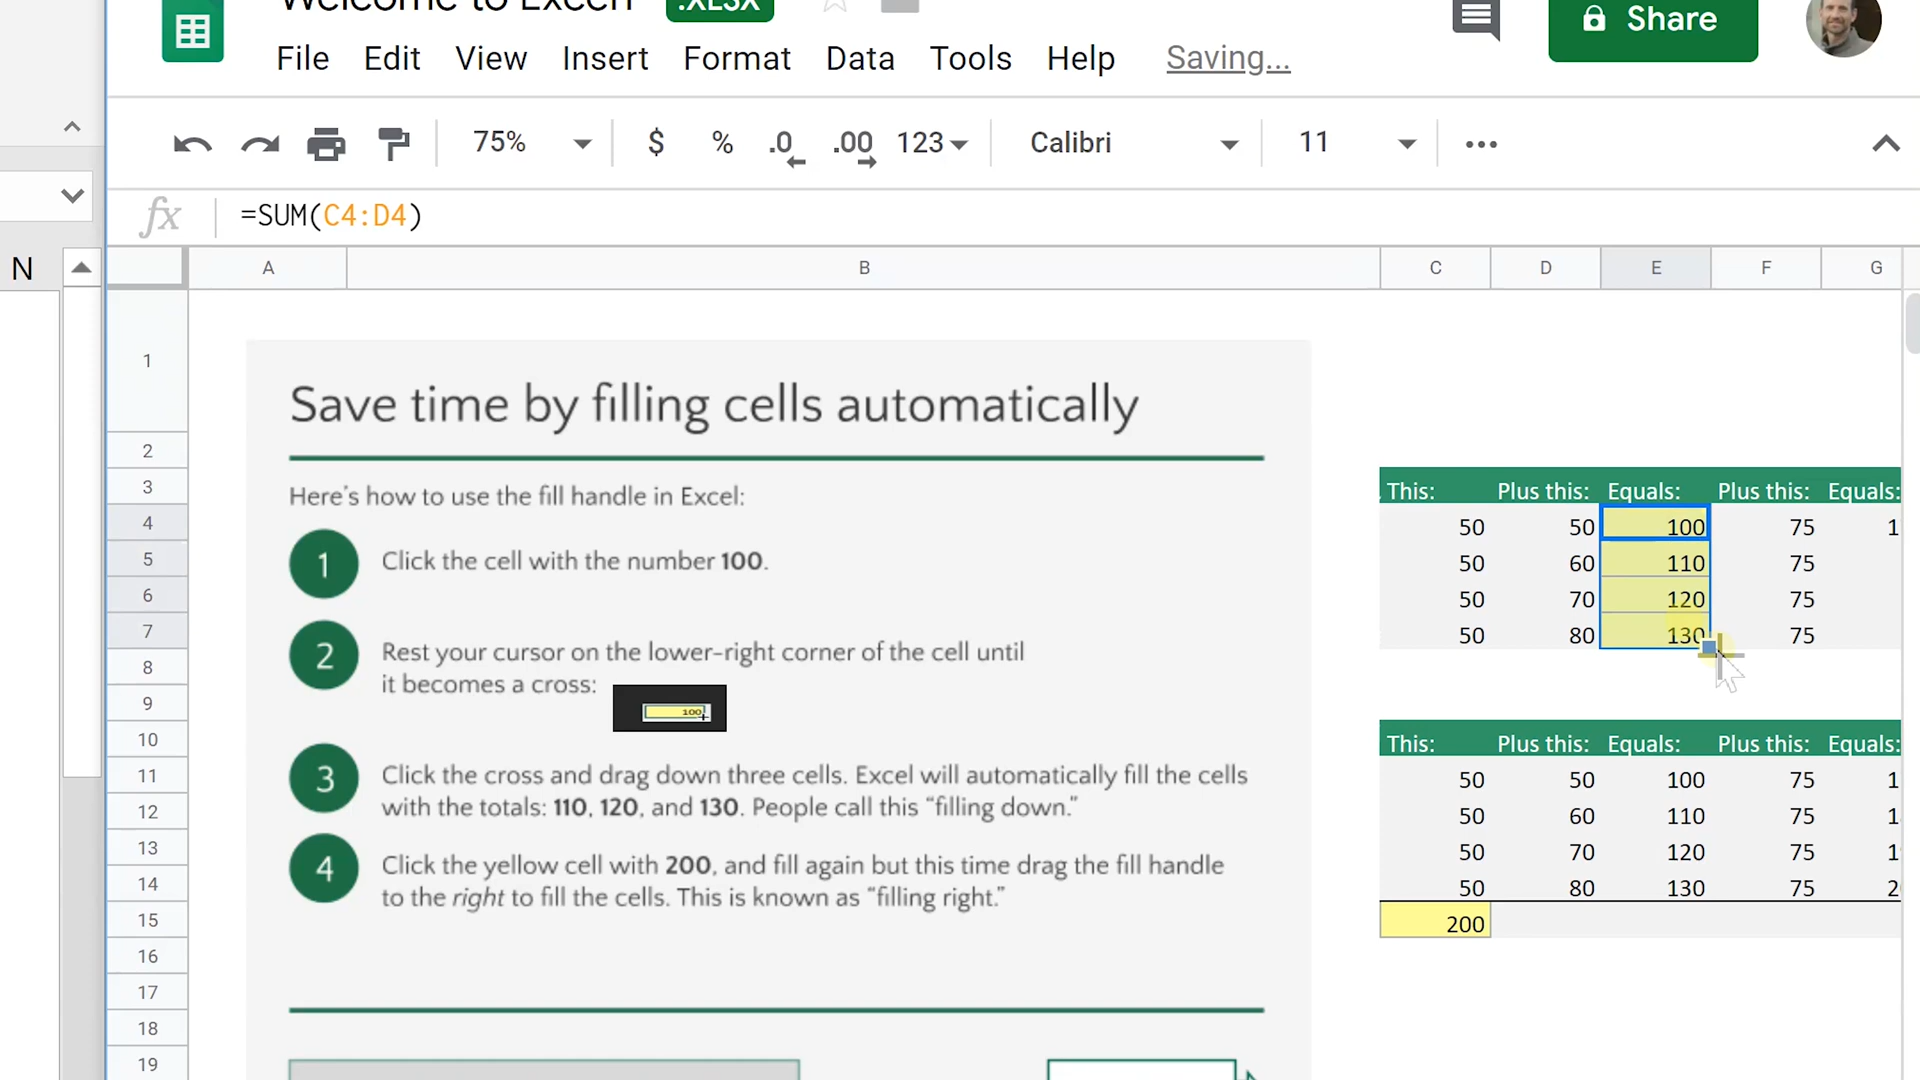 Welcome to Excel
.XLSX
Share
File Edit View Insert Format Data Tools Help Saving...
75% $ % .0 .00 123 Calibri 11
fx =SUM(C4:D4)
N
A B C D E F G
1
Save time by filling cells automatically
2
3
This: Plus this: Equals: Plus this: Equals:
Here's how to use the fill handle in Excel:
4
50 50 100 75 1
1 Click the cell with the number 100.
5
50 60 110 75
6
50 70 120 75
7
50 80 130 75
2 Rest your cursor on the lower-right corner of the cell until
it becomes a cross:
100
8
9
10
This: Plus this: Equals: Plus this: Equals:
3 Click the cross and drag down three cells. Excel will automatically fill the cells
with the totals: 110, 120, and 130. People call this “filling down.”
11
50 50 100 75 1
12
50 60 110 75 1
13
50 70 120 75 1
14
50 80 130 75 2
4 Click the yellow cell with 200, and fill again but this time drag the fill handle
to the right to fill the cells. This is known as “filling right.”
15
200
16
17
18
19